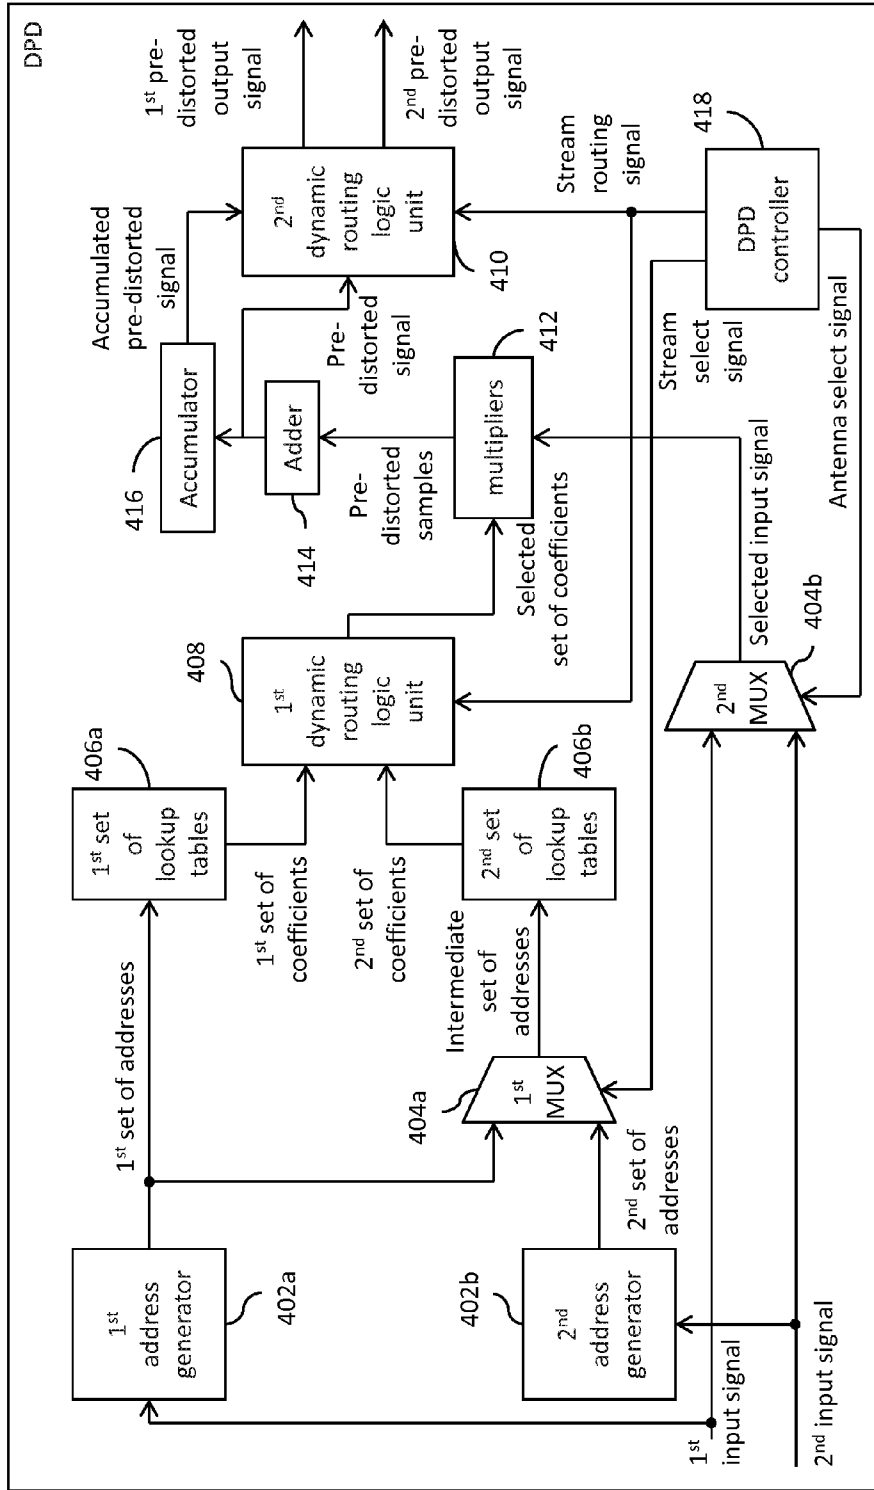 DPD
1st
address
generator
402a
1st set of addresses
1st set
of
lookup
tables
406a
1st set of
coefficients
2nd set of
coefficients
408
1st
dynamic
routing
logic
unit
416
Accumulator
Accumulated
pre-distorted
signal
Adder
414
Pre-
distorted
samples
Pre-
distorted
signal
2nd
dynamic
routing
logic
unit
410
1st pre-
distorted
output
signal
2nd pre-
distorted
output
signal
402b
2nd
address
generator
2nd set of
addresses
404a
1st
MUX
Intermediate
set of
addresses
2nd set
of
lookup
tables
406b
Selected
set of coefficients
multipliers
412
Stream
routing
signal
Stream
select
signal
DPD
controller
418
1st
input signal
2nd input signal
2nd
MUX
404b
Selected input signal
Antenna select signal